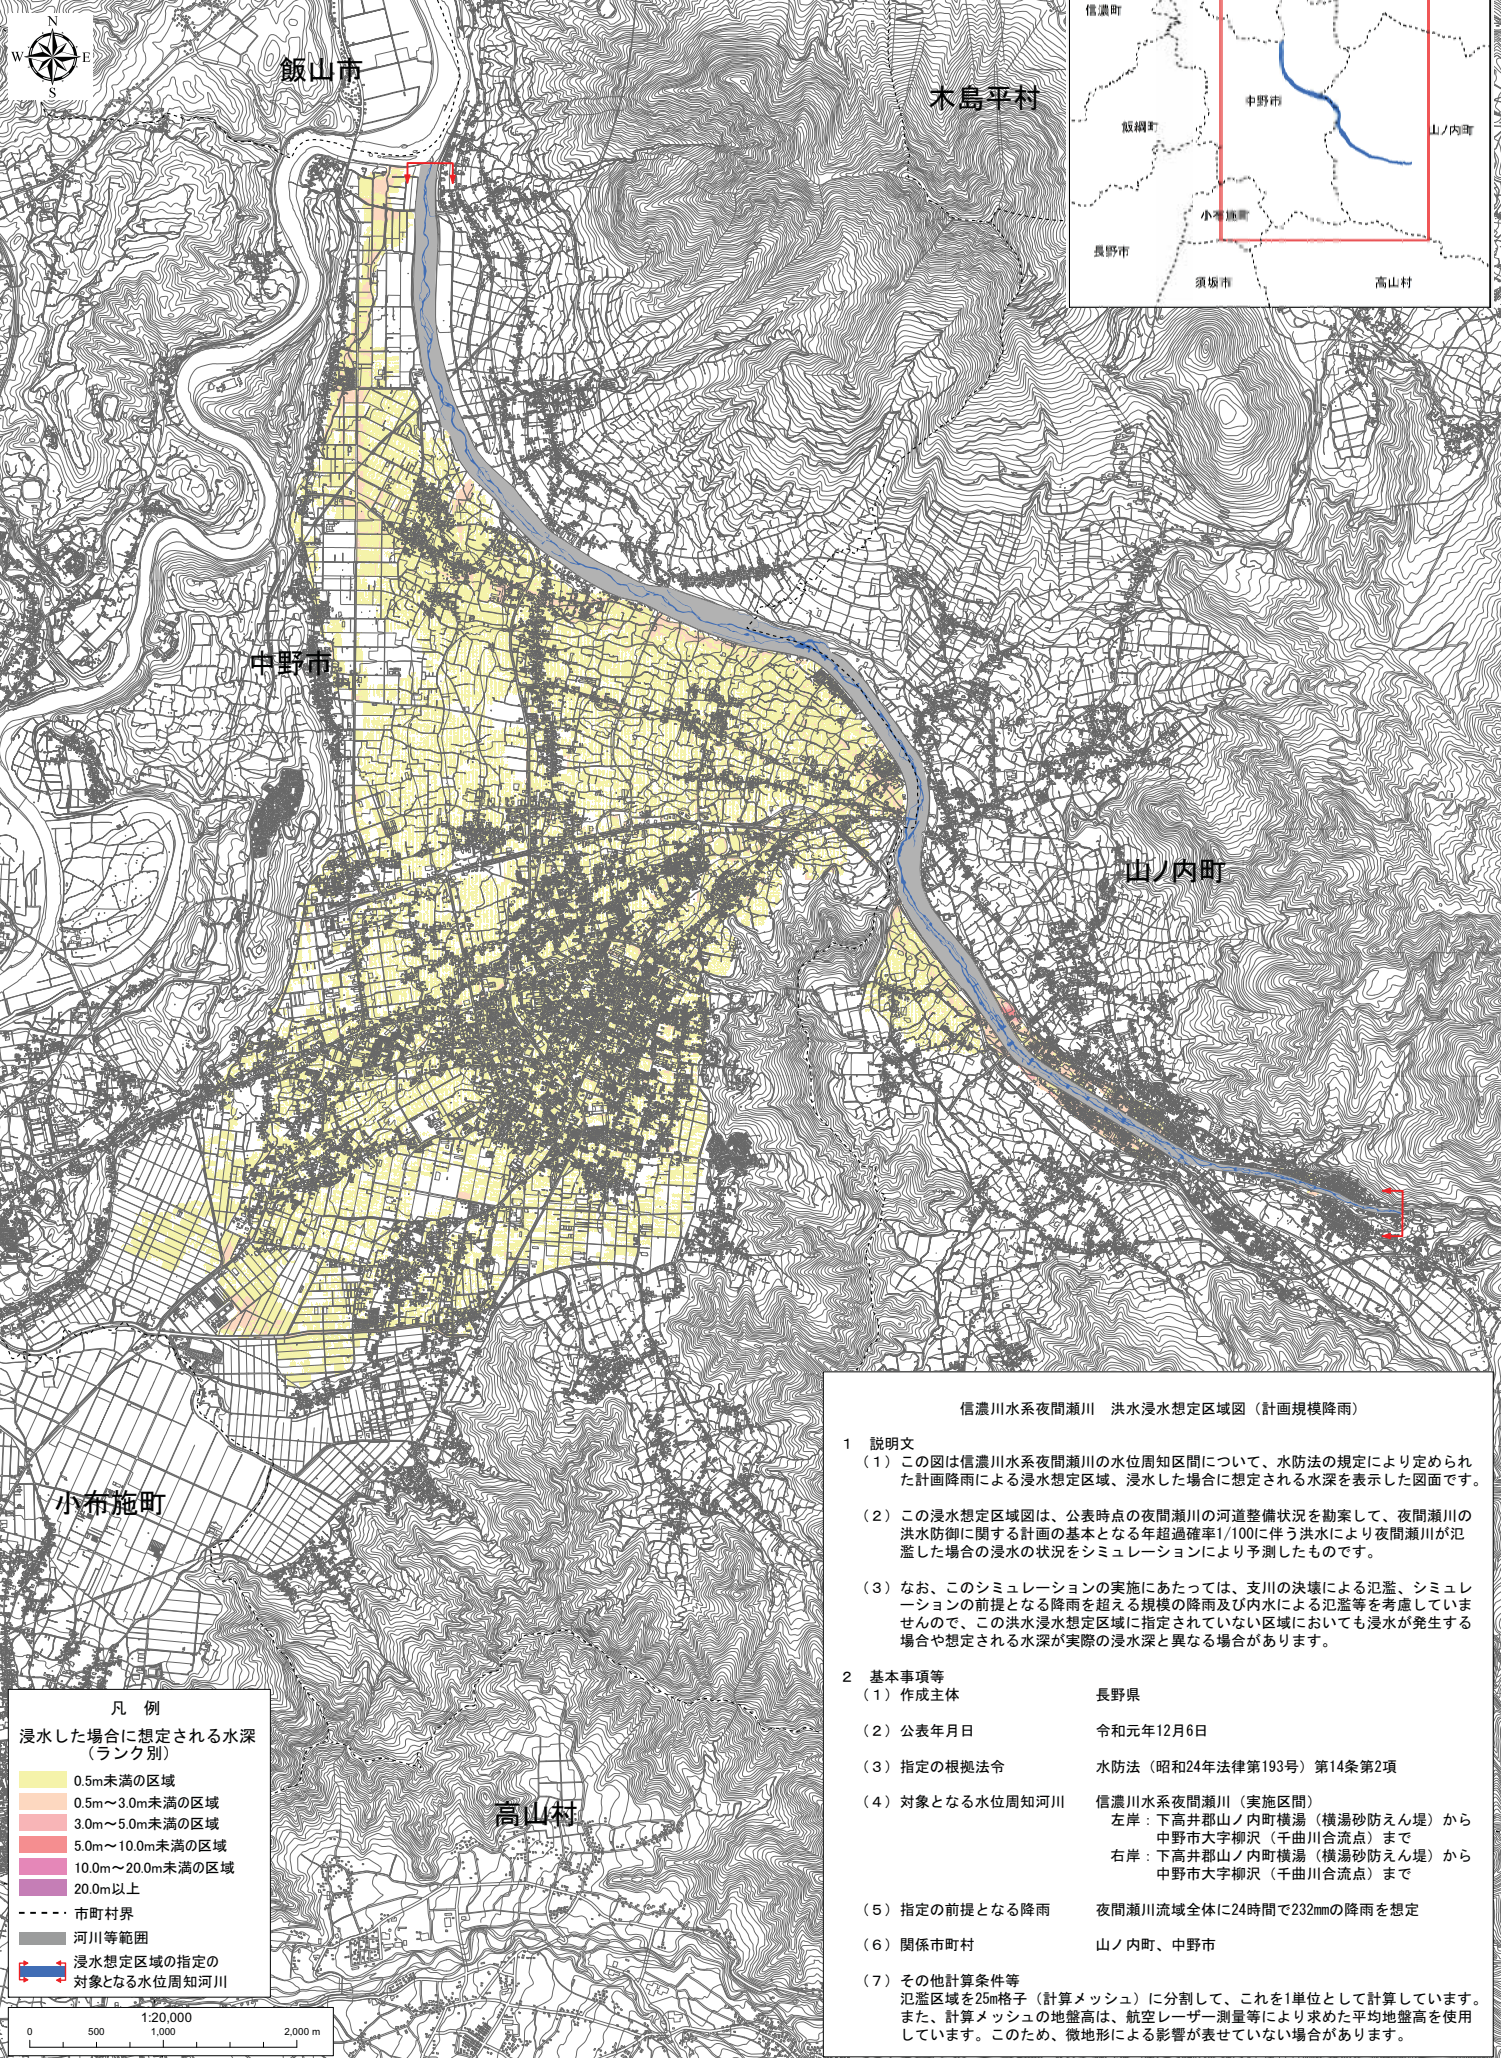 N
W E
S
飯山市
木島平村
中野市
山ノ内町
小布施町
高山村
信濃町
中野市
飯綱町
山ノ内町
小布施町
長野市
須坂市
高山村
信濃川水系夜間瀬川 洪水浸水想定区域図（計画規模降雨）
1 説明文
（1）この図は信濃川水系夜間瀬川の水位周知区間について、水防法の規定により定められ
た計画降雨による浸水想定区域、浸水した場合に想定される水深を表示した図面です。
（2）この浸水想定区域図は、公表時点の夜間瀬川の河道整備状況を勘案して、夜間瀬川の
洪水防御に関する計画の基本となる年超過確率1/100に伴う洪水により夜間瀬川が氾
濫した場合の浸水の状況をシミュレーションにより予測したものです。
（3）なお、このシミュレーションの実施にあたっては、支川の決壊による氾濫、シミュレ
ーションの前提となる降雨を超える規模の降雨及び内水による氾濫等を考慮していま
せんので、この洪水浸水想定区域に指定されていない区域においても浸水が発生する
場合や想定される水深が実際の浸水深と異なる場合があります。
2 基本事項等
（1）作成主体 長野県
（2）公表年月日 令和元年12月6日
（3）指定の根拠法令 水防法（昭和24年法律第193号）第14条第2項
（4）対象となる水位周知河川 信濃川水系夜間瀬川（実施区間）
左岸：下高井郡山ノ内町横湯（横湯砂防えん堤）から
中野市大字柳沢（千曲川合流点）まで
右岸：下高井郡山ノ内町横湯（横湯砂防えん堤）から
中野市大字柳沢（千曲川合流点）まで
（5）指定の前提となる降雨 夜間瀬川流域全体に24時間で232mmの降雨を想定
（6）関係市町村 山ノ内町、中野市
（7）その他計算条件等
氾濫区域を25m格子（計算メッシュ）に分割して、これを1単位として計算しています。
また、計算メッシュの地盤高は、航空レーザー測量等により求めた平均地盤高を使用
しています。このため、微地形による影響が表せていない場合があります。
凡 例
浸水した場合に想定される水深
（ランク別）
0.5m未満の区域
0.5m～3.0m未満の区域
3.0m～5.0m未満の区域
5.0m～10.0m未満の区域
10.0m～20.0m未満の区域
20.0m以上
市町村界
河川等範囲
浸水想定区域の指定の
対象となる水位周知河川
1:20,000
0 500 1,000 2,000 m